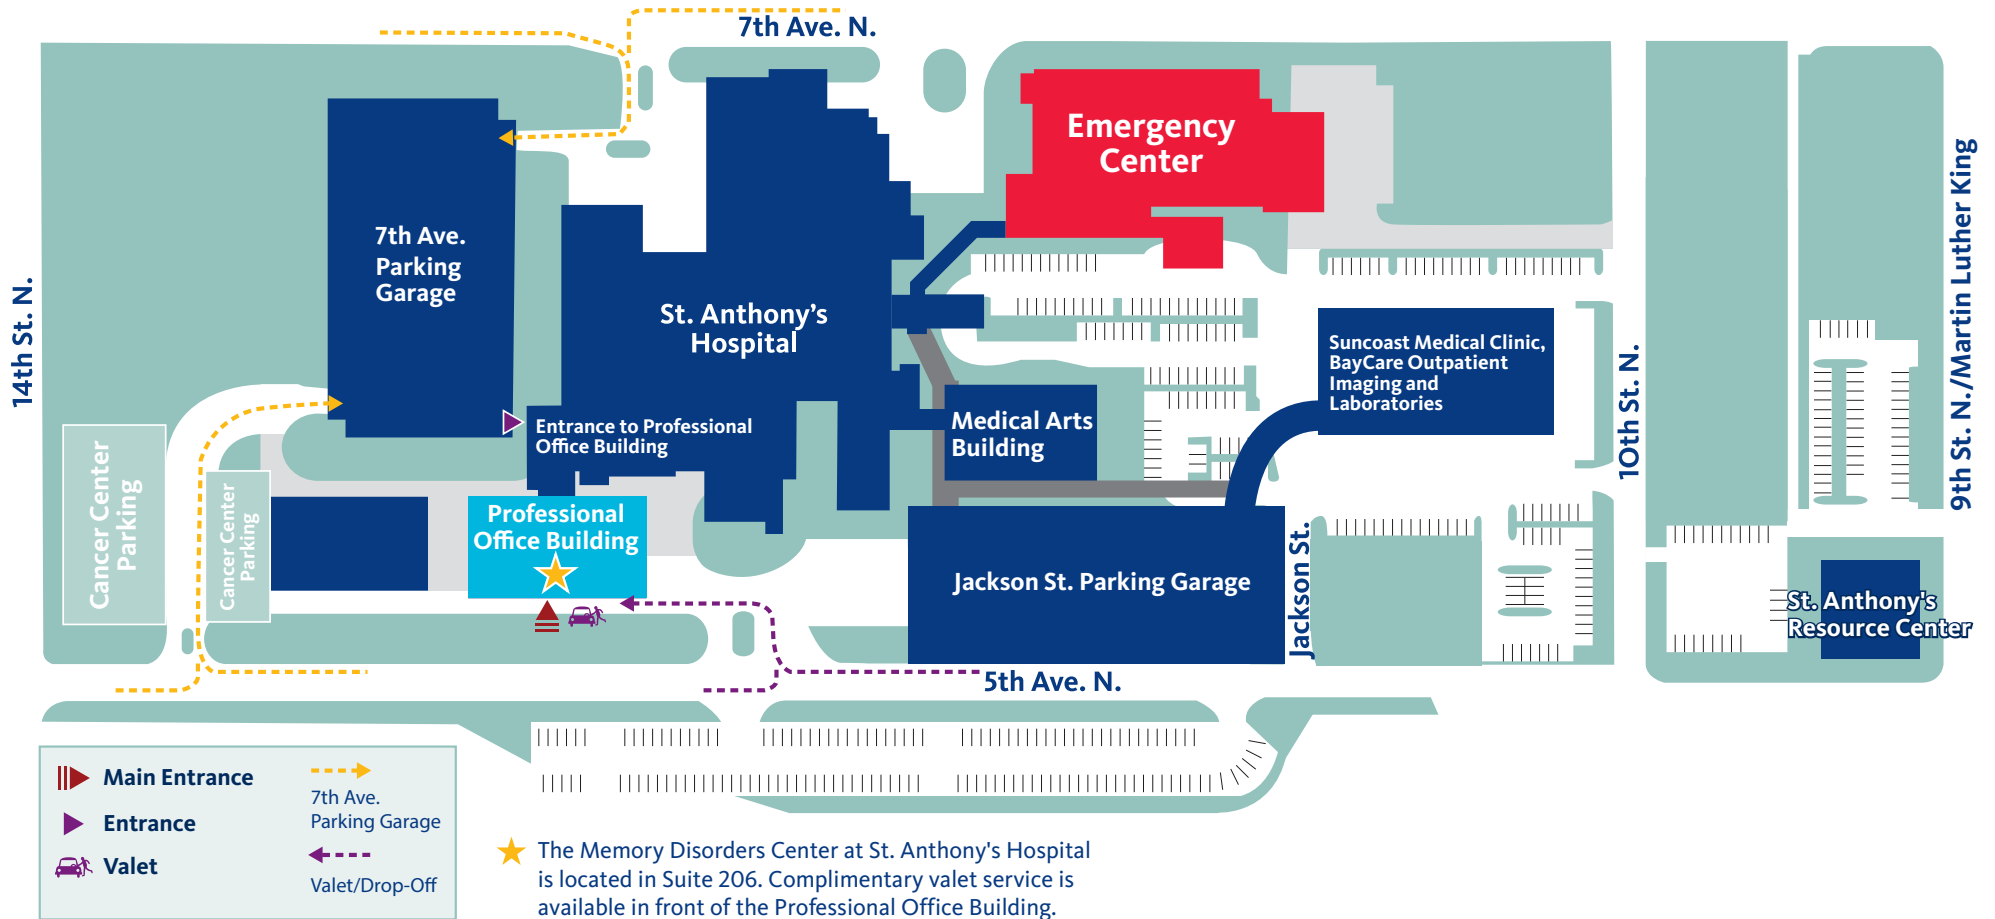 7th Ave. N.
Emergency
Center
7th Ave.
Parking
Garage
St. Anthony's
Hospital
14th St. N.
9th St. N./Martin Luther King
Suncoast Medical Clinic,
BayCare Outpatient
Imaging and
Laboratories
10th St. N.
Entrance to Professional
Office Building
Medical Arts
Building
Cancer Center
Parking
Cancer Center
Parking
Professional
Office Building
Jackson St. Parking Garage
Jackson St.
St. Anthony's
Resource Center
5th Ave. N.
Main Entrance
Entrance
Valet
7th Ave.
Parking Garage
Valet/Drop-Off
The Memory Disorders Center at St. Anthony's Hospital
is located in Suite 206. Complimentary valet service is
available in front of the Professional Office Building.